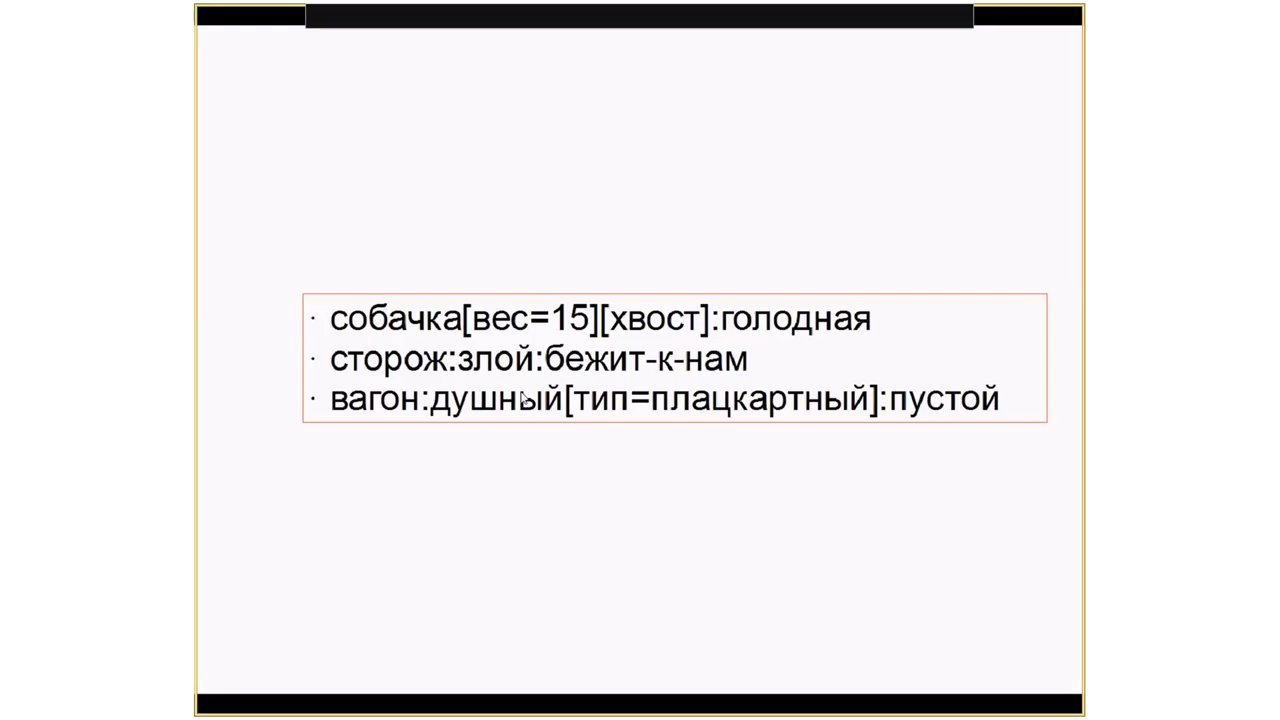 · собачка[вес=15][хвост]:голодная
· сторож:злой:бежит-к-нам
· вагон:душный[тип=плацкартный]:пустой